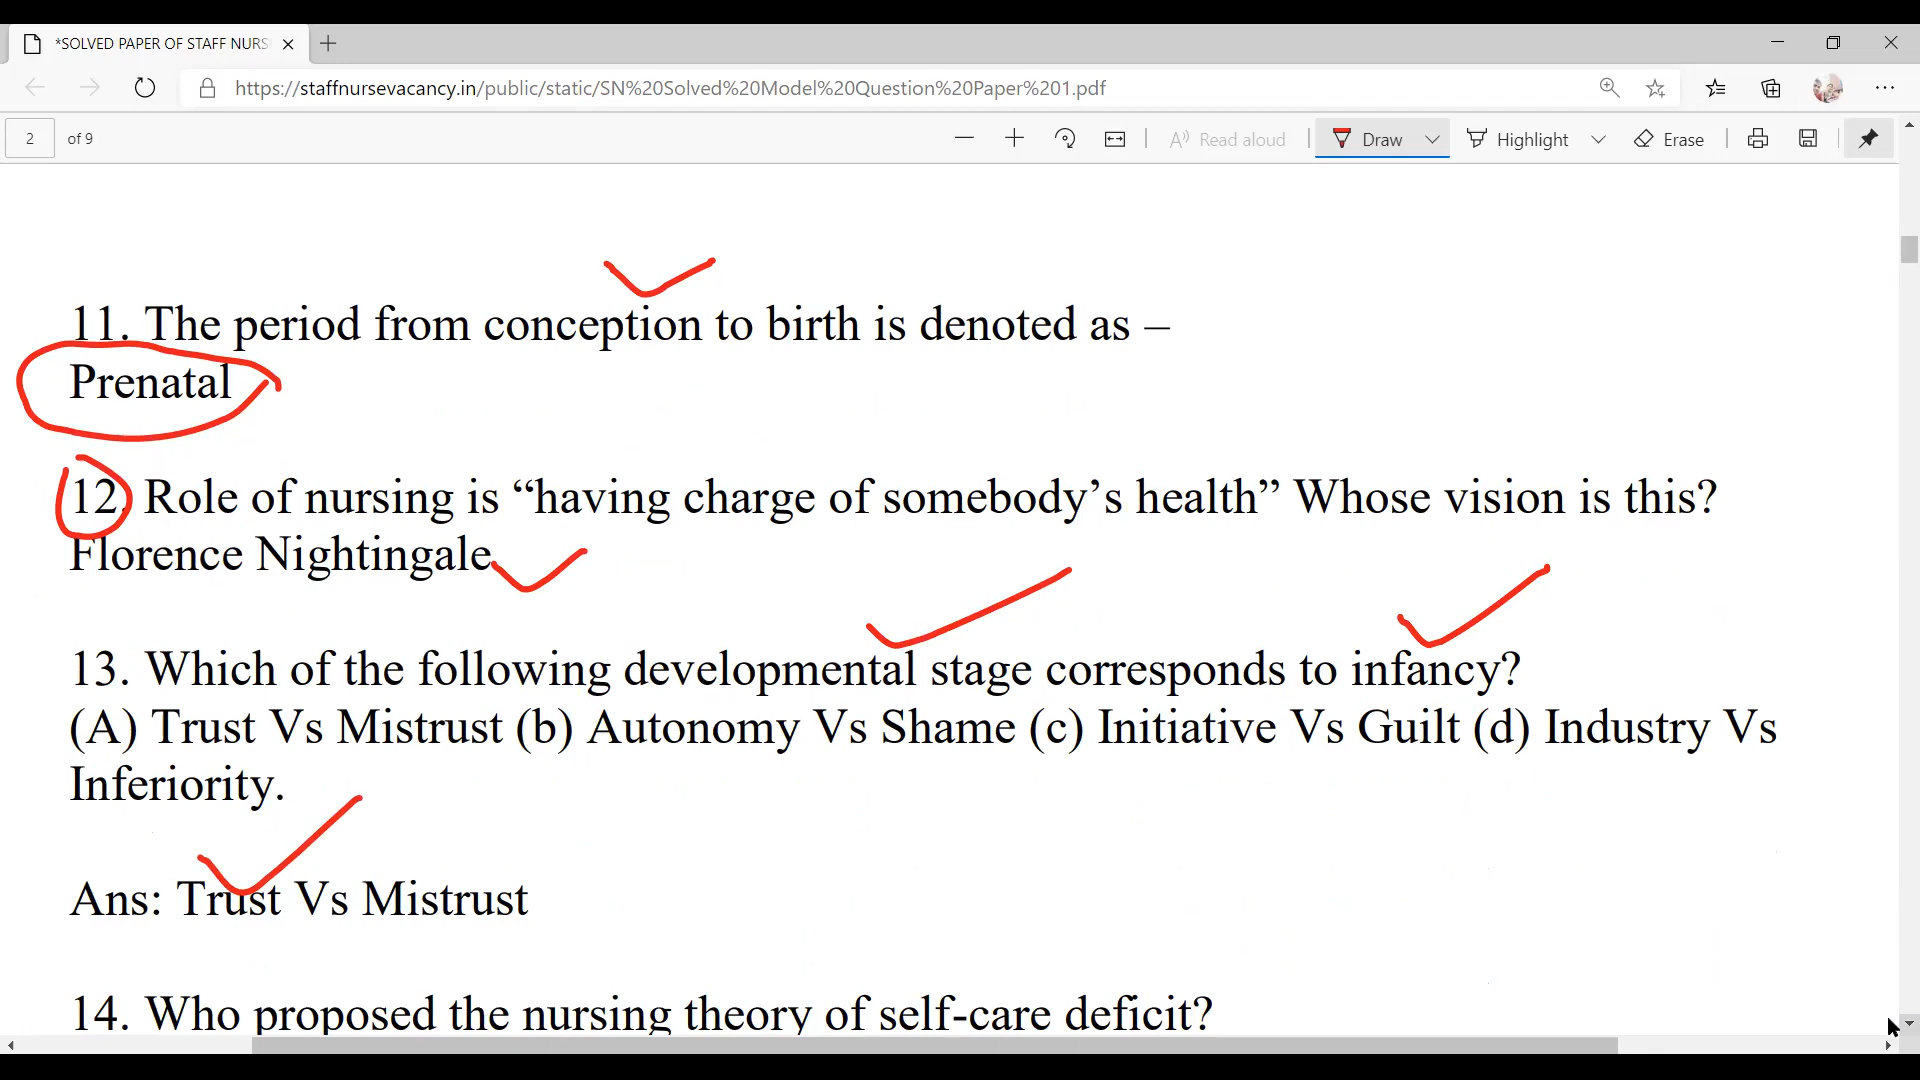 *SOLVED PAPER OF STAFF NURS
https://staffnursevacancy.in/public/static/SN%20Solved%20Model%20Question%20Paper%201.pdf
2 of 9 Read aloud Draw Highlight Erase
11. The period from conception to birth is denoted as –
Prenatal
12. Role of nursing is “having charge of somebody’s health” Whose vision is this?
Florence Nightingale
13. Which of the following developmental stage corresponds to infancy?
(A) Trust Vs Mistrust (b) Autonomy Vs Shame (c) Initiative Vs Guilt (d) Industry Vs
Inferiority.
Ans: Trust Vs Mistrust
14. Who proposed the nursing theory of self-care deficit?